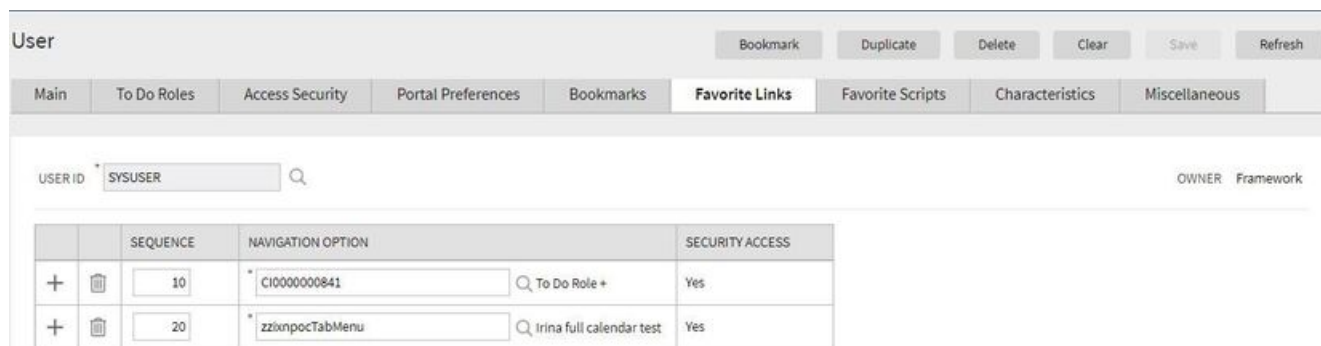 User
Bookmark Duplicate Delete Clear Save Refresh
Main To Do Roles Access Security Portal Preferences Bookmarks Favorite Links Favorite Scripts Characteristics Miscellaneous
USER ID * SYSUSER OWNER Framework
SEQUENCE NAVIGATION OPTION SECURITY ACCESS
10 * CI0000000841 To Do Role + Yes
20 * zzixnpocTabMenu Irina full calendar test Yes